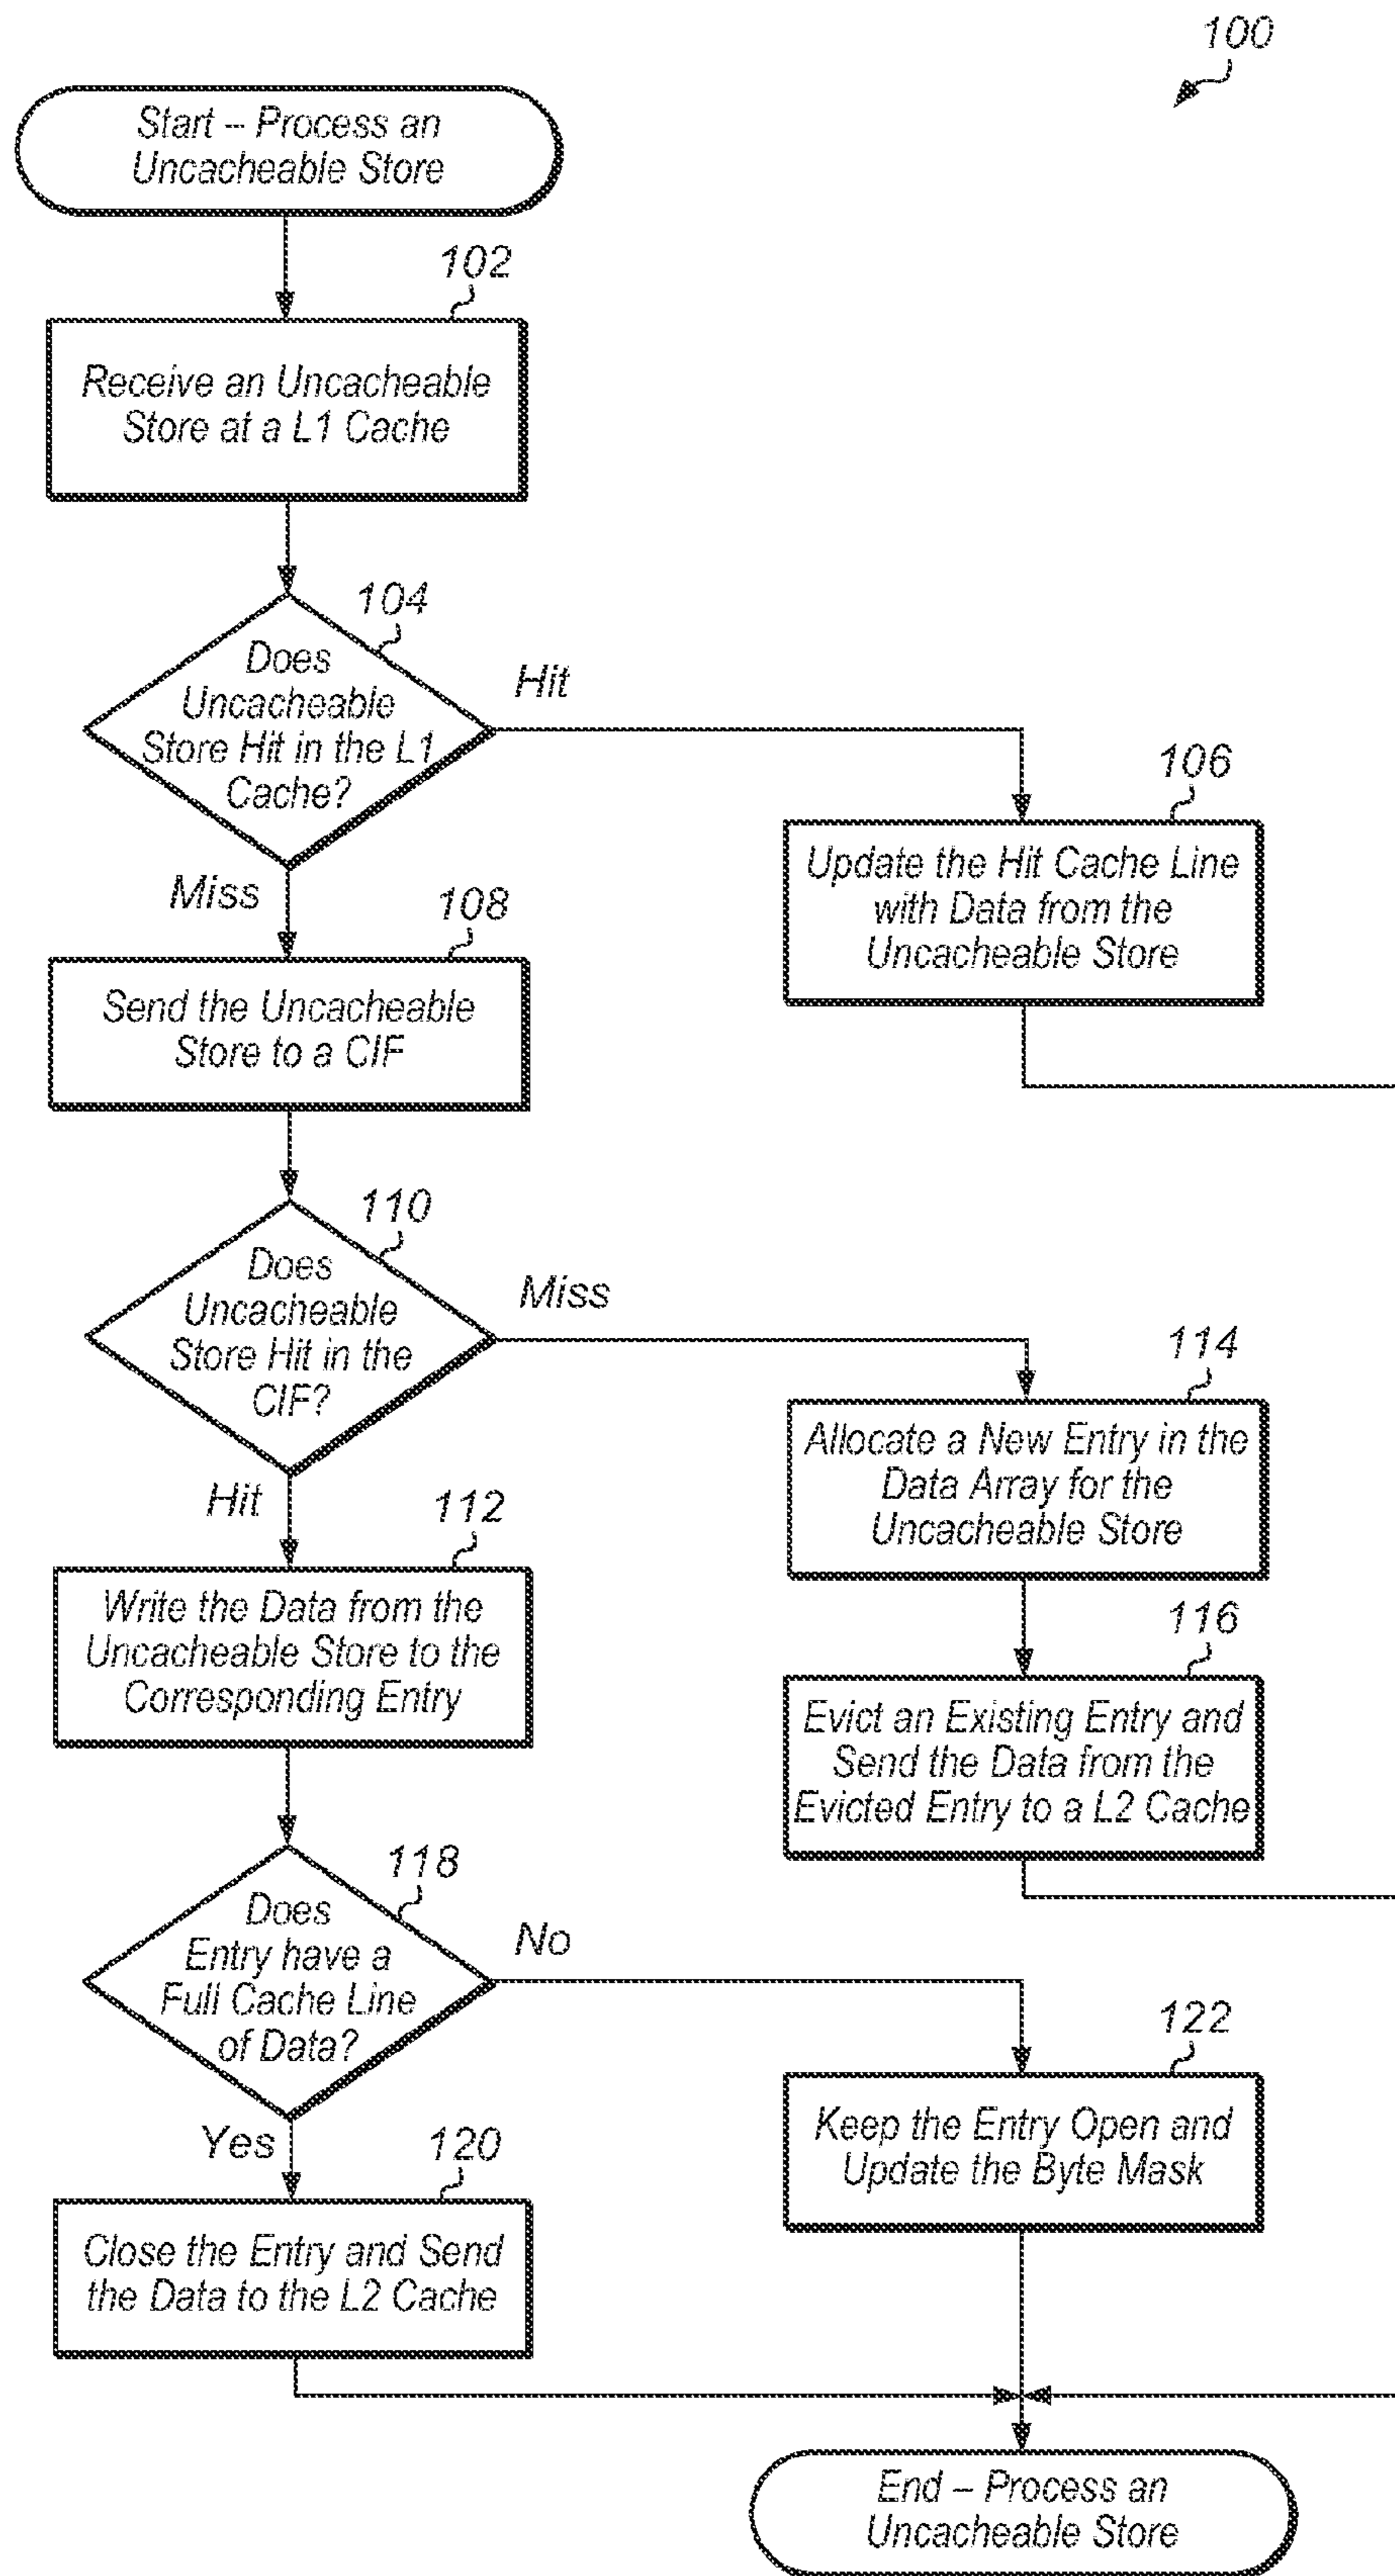 100
Start – Process an
Uncacheable Store
102
Receive an Uncacheable
Store at a L1 Cache
104
Does
Uncacheable
Store Hit in the L1
Cache?
Hit
Miss
106
Update the Hit Cache Line
with Data from the
Uncacheable Store
108
Send the Uncacheable
Store to a CIF
110
Does
Uncacheable
Store Hit in the
CIF?
Miss
Hit
114
Allocate a New Entry in the
Data Array for the
Uncacheable Store
112
Write the Data from the
Uncacheable Store to the
Corresponding Entry
116
Evict an Existing Entry and
Send the Data from the
Evicted Entry to a L2 Cache
118
Does
Entry have a
Full Cache Line
of Data?
No
Yes
122
Keep the Entry Open and
Update the Byte Mask
120
Close the Entry and Send
the Data to the L2 Cache
End – Process an
Uncacheable Store